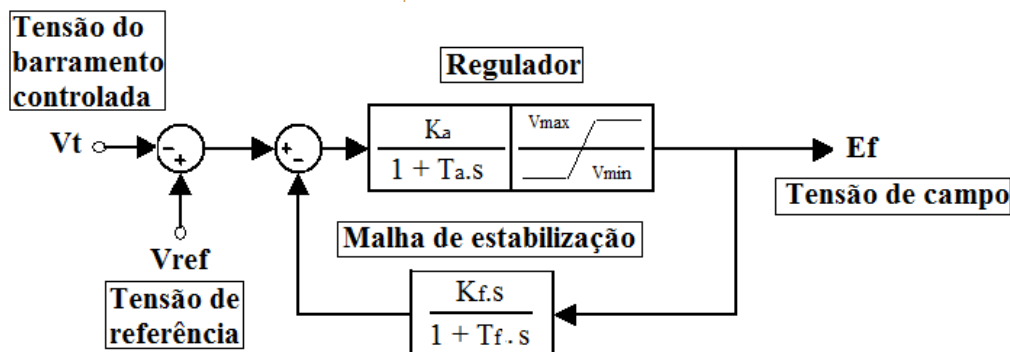 Tensão do
barramento
controlada
Regulador
Vt
-
+
+
-
Ka
1 + Ta.s
Vmax
Vmin
Ef
Tensão de campo
Vref
Tensão de
referência
Malha de estabilização
Kf.s
1 + Tf.s